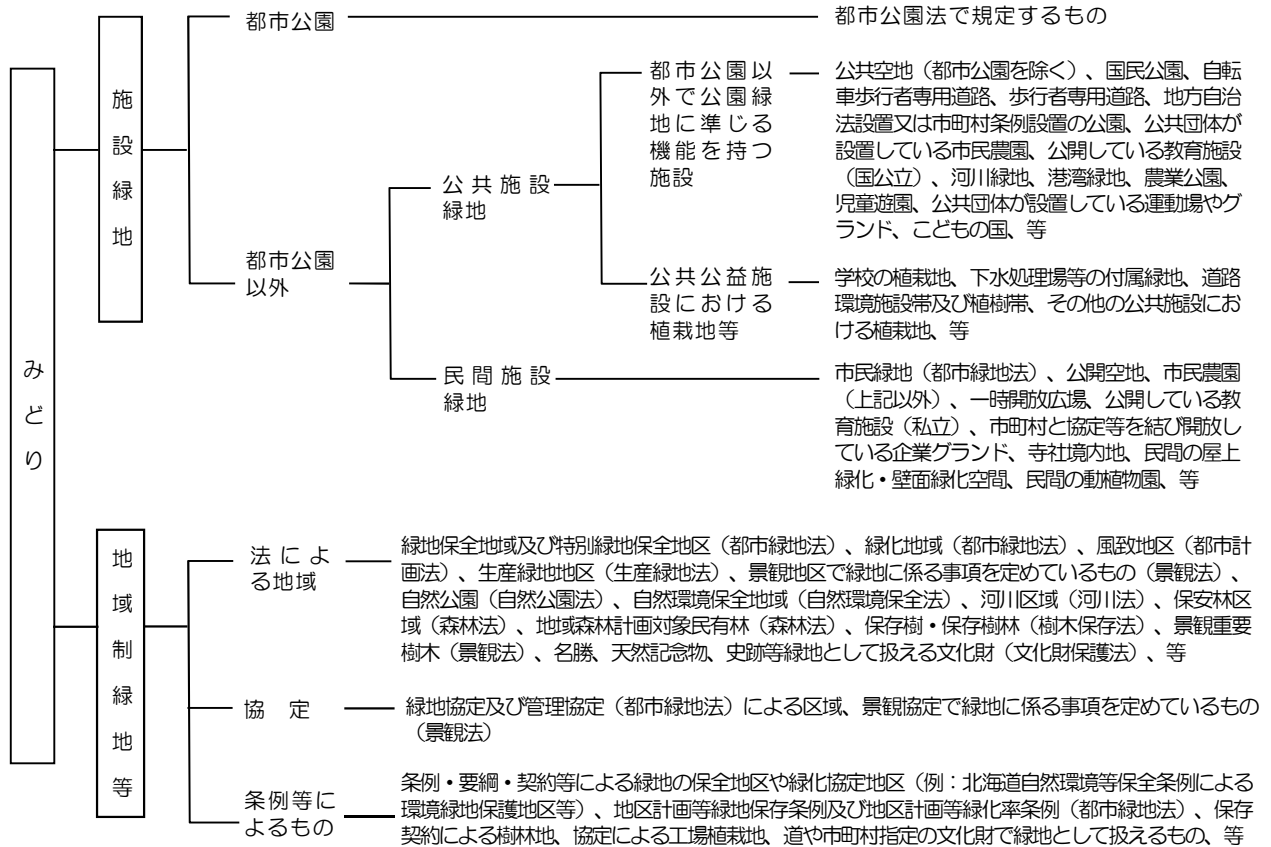 みどり
施設緑地
都市公園
都市公園法で規定するもの
都市公園
以外
公共施設
緑地
都市公園以
外で公園緑
地に準じる
機能を持つ
施設
公共空地（都市公園を除く）、国民公園、自転
車歩行者専用道路、歩行者専用道路、地方自治
法設置又は市町村条例設置の公園、公共団体が
設置している市民農園、公開している教育施設
（国公立）、河川緑地、港湾緑地、農業公園、
児童遊園、公共団体が設置している運動場やグ
ランド、こどもの国、等
公共公益施
設における
植栽地等
学校の植栽地、下水処理場等の付属緑地、道路
環境施設帯及び植樹帯、その他の公共施設にお
ける植栽地、等
民間施設
緑地
市民緑地（都市緑地法）、公開空地、市民農園
（上記以外）、一時開放広場、公開している教
育施設（私立）、市町村と協定等を結び開放し
ている企業グランド、寺社境内地、民間の屋上
緑化・壁面緑化空間、民間の動植物園、等
地域制緑地等
法によ
る地域
緑地保全地域及び特別緑地保全地区（都市緑地法）、緑化地域（都市緑地法）、風致地区（都市計
画法）、生産緑地地区（生産緑地法）、景観地区で緑地に係る事項を定めているもの（景観法）、
自然公園（自然公園法）、自然環境保全地域（自然環境保全法）、河川区域（河川法）、保安林区
域（森林法）、地域森林計画対象民有林（森林法）、保存樹・保存樹林（樹木保存法）、景観重要
樹木（景観法）、名勝、天然記念物、史跡等緑地として扱える文化財（文化財保護法）、等
協 定
緑地協定及び管理協定（都市緑地法）による区域、景観協定で緑地に係る事項を定めているもの
（景観法）
条例等に
よるもの
条例・要綱・契約等による緑地の保全地区や緑化協定地区（例：北海道自然環境等保全条例による
環境緑地保護地区等）、地区計画等緑地保存条例及び地区計画等緑化率条例（都市緑地法）、保存
契約による樹林地、協定による工場植栽地、道や市町村指定の文化財で緑地として扱えるもの、等